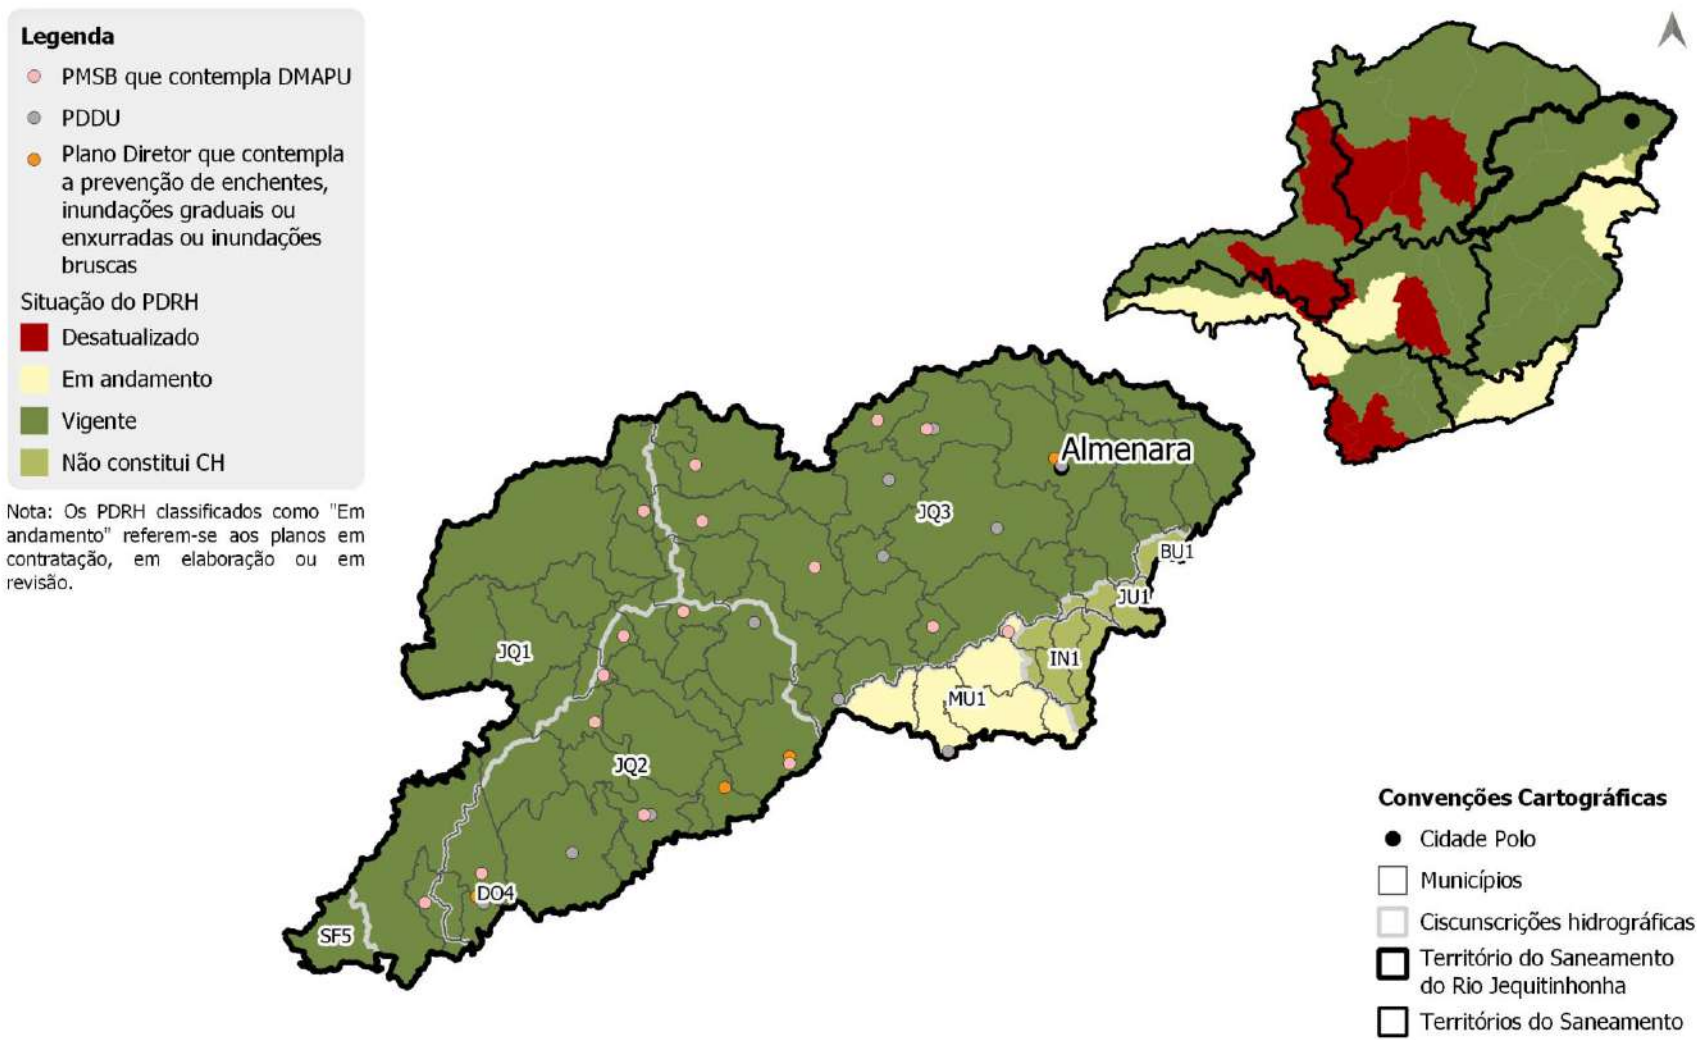 Legenda
PMSB que contempla DMAPU
PDDU
Plano Diretor que contempla
a prevenção de enchentes,
inundações graduais ou
enxurradas ou inundações
bruscas
Situação do PDRH
Desatualizado
Em andamento
Vigente
Não constitui CH
Nota: Os PDRH classificados como "Em
andamento" referem-se aos planos em
contratação, em elaboração ou em
revisão.
Almenara
JQ3
BU1
JU1
JQ1
IN1
MU1
JQ2
DO4
SF5
Convenções Cartográficas
Cidade Polo
Municípios
Ciscunscrições hidrográficas
Território do Saneamento
do Rio Jequitinhonha
Territórios do Saneamento